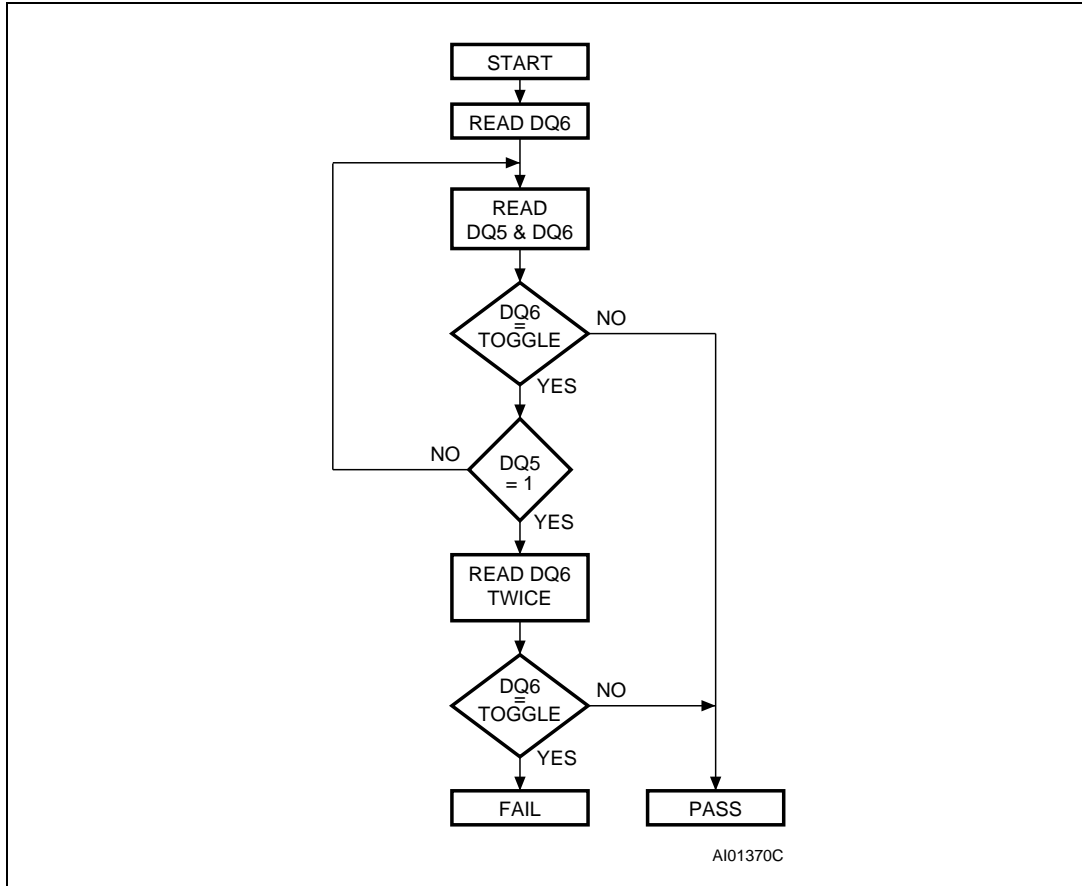 START
READ DQ6
READ
DQ5 & DQ6
DQ6
=
TOGGLE
NO
YES
NO
DQ5
= 1
YES
READ DQ6
TWICE
DQ6
=
TOGGLE
NO
YES
FAIL
PASS
AI01370C